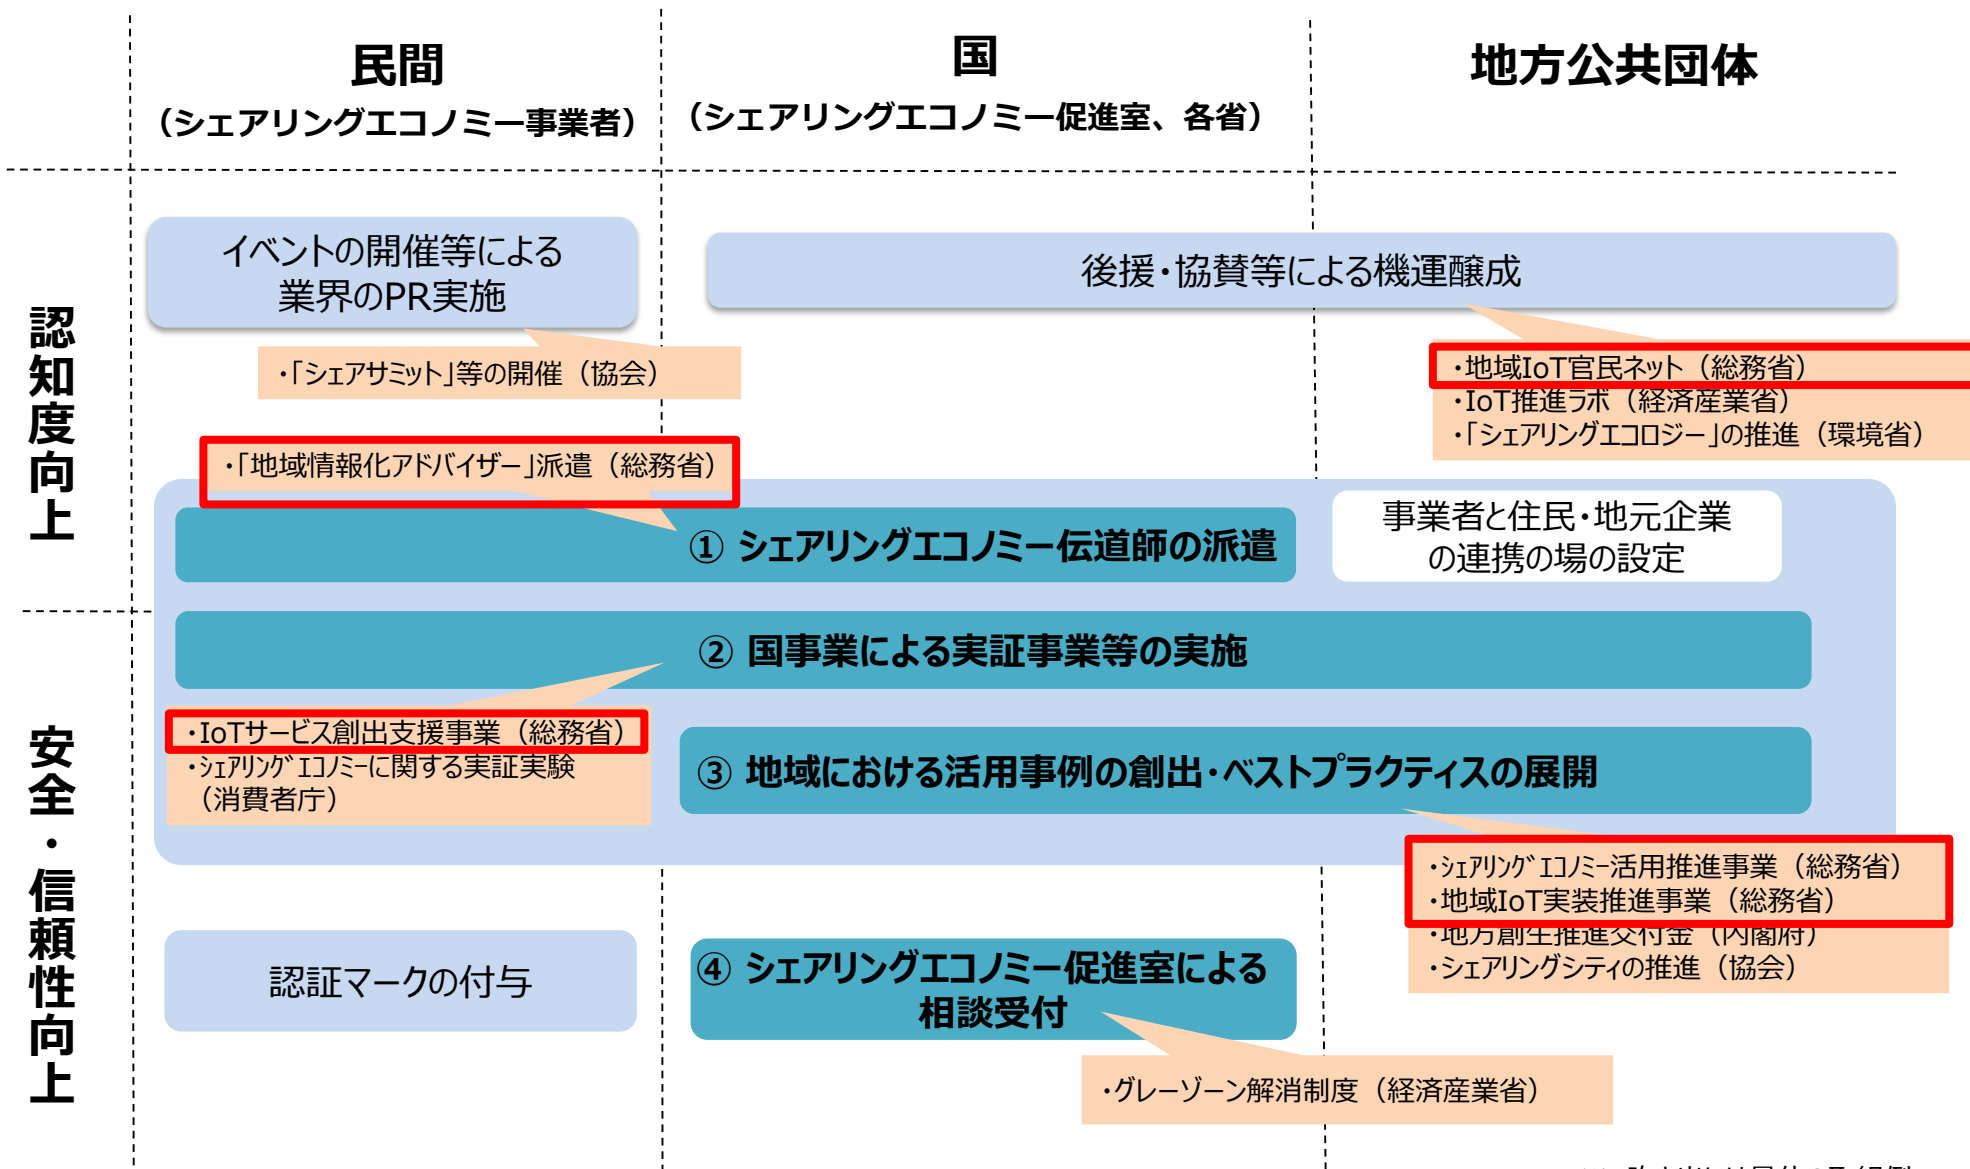 民間
（シェアリングエコノミー事業者）
国
（シェアリングエコノミー促進室、各省）
地方公共団体
認知度向上
イベントの開催等による
業界のPR実施
後援・協賛等による機運醸成
・「シェアサミット」等の開催（協会）
・地域IoT官民ネット（総務省）
・IoT推進ラボ（経済産業省）
・「シェアリングエコロジー」の推進（環境省）
・「地域情報化アドバイザー」派遣（総務省）
① シェアリングエコノミー伝道師の派遣
事業者と住民・地元企業
の連携の場の設定
② 国事業による実証事業等の実施
安全・信頼性向上
・IoTサービス創出支援事業（総務省）
・ｼｪｱﾘﾝｸﾞｴｺﾉﾐｰに関する実証実験
（消費者庁）
③ 地域における活用事例の創出・ベストプラクティスの展開
・ｼｪｱﾘﾝｸﾞｴｺﾉﾐｰ活用推進事業（総務省）
・地域IoT実装推進事業（総務省）
・地方創生推進交付金（内閣府）
・シェアリングシティの推進（協会）
認証マークの付与
④ シェアリングエコノミー促進室による
相談受付
・グレーゾーン解消制度（経済産業省）